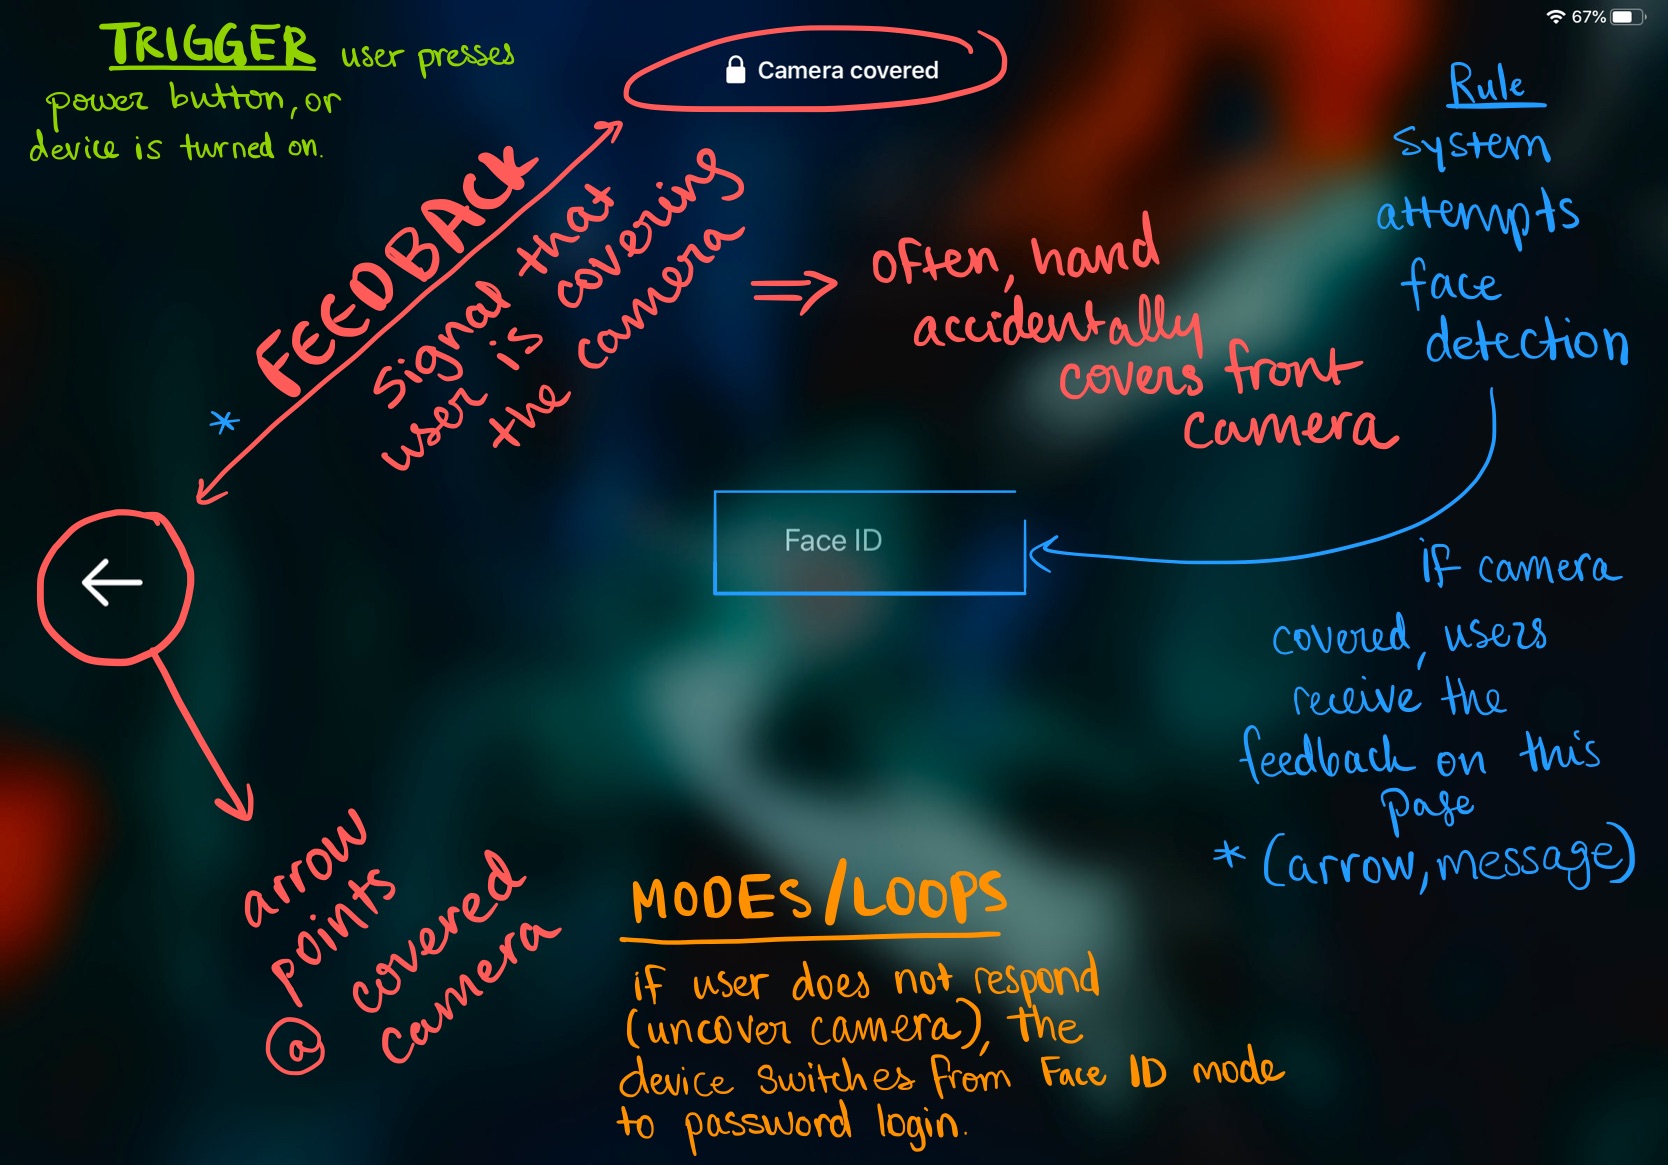 67%
TRIGGER user presses
power button, or
device is turned on.
Camera covered
FEEDBACK
Signal that
user is covering
the camera
⇒ often, hand
accidentally
covers front
camera
Rule
System
attempts
face
detection
*
←
Face ID
if camera
covered, users
receive the
feedback on this
page
* (arrow, message)
arrow
points
@ covered
camera
MODES/LOOPS
if user does not respond
(uncover camera), the
device switches from Face ID mode
to password login.